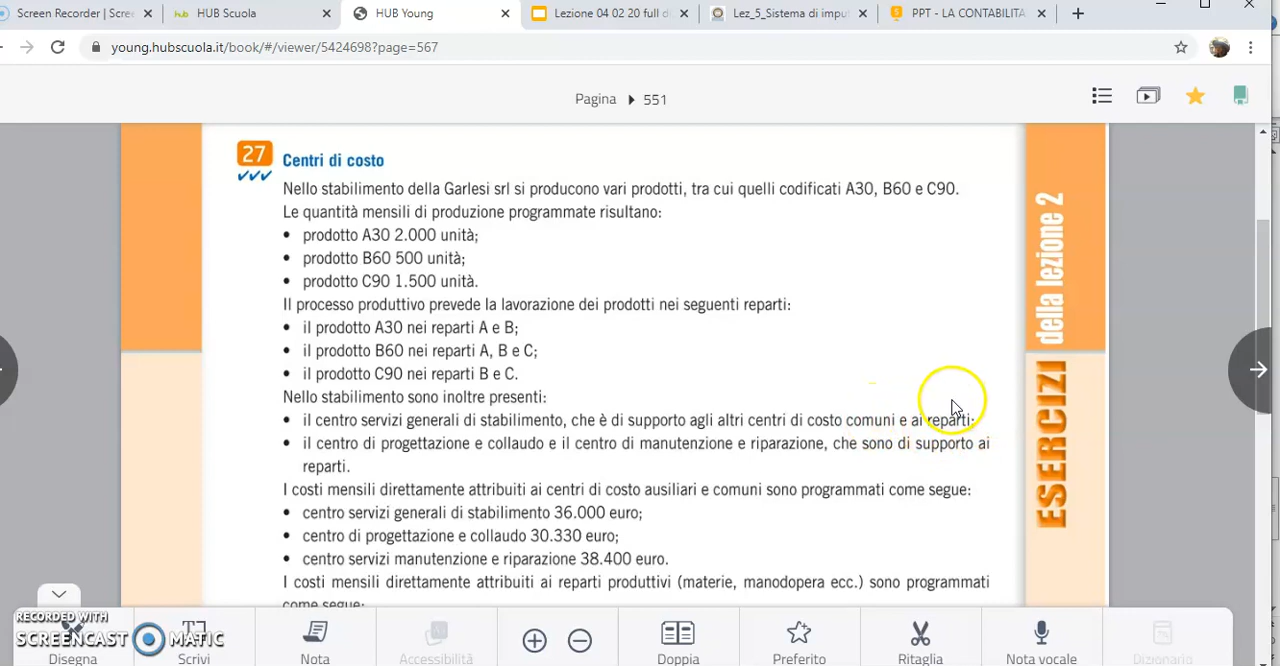 Screen Recorder | Scree
HUB Scuola
HUB Young
Lezione 04 02 20 full d
Lez_5_Sistema di impu
PPT - LA CONTABILITA
young.hubscuola.it/book/#/viewer/5424698?page=567
Pagina 551
27 Centri di costo
Nello stabilimento della Garlesi srl si producono vari prodotti, tra cui quelli codificati A30, B60 e C90.
Le quantità mensili di produzione programmate risultano:
• prodotto A30 2.000 unità;
• prodotto B60 500 unità;
• prodotto C90 1.500 unità.
Il processo produttivo prevede la lavorazione dei prodotti nei seguenti reparti:
• il prodotto A30 nei reparti A e B;
• il prodotto B60 nei reparti A, B e C;
• il prodotto C90 nei reparti B e C.
Nello stabilimento sono inoltre presenti:
• il centro servizi generali di stabilimento, che è di supporto agli altri centri di costo comuni e ai reparti;
• il centro di progettazione e collaudo e il centro di manutenzione e riparazione, che sono di supporto ai
reparti.
I costi mensili direttamente attribuiti ai centri di costo ausiliari e comuni sono programmati come segue:
• centro servizi generali di stabilimento 36.000 euro;
• centro di progettazione e collaudo 30.330 euro;
• centro servizi manutenzione e riparazione 38.400 euro.
I costi mensili direttamente attribuiti ai reparti produttivi (materie, manodopera ecc.) sono programmati
come segue:
della lezione 2
ESERCIZI
RECORDED WITH
SCREENCAST MATIC
Disegna
Scrivi
Nota
Accessibilità
Doppia
Preferito
Ritaglia
Nota vocale
Dizionario